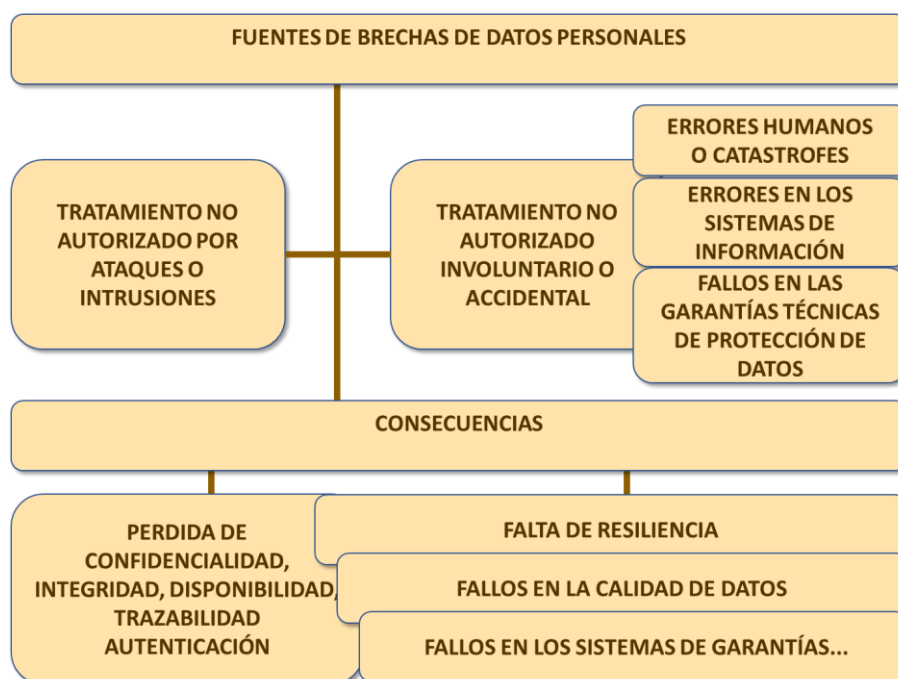 FUENTES DE BRECHAS DE DATOS PERSONALES
TRATAMIENTO NO
AUTORIZADO POR
ATAQUES O
INTRUSIONES
TRATAMIENTO NO
AUTORIZADO
INVOLUNTARIO O
ACCIDENTAL
ERRORES HUMANOS
O CATASTROFES
ERRORES EN LOS
SISTEMAS DE
INFORMACIÓN
FALLOS EN LAS
GARANTÍAS TÉCNICAS
DE PROTECCIÓN DE
DATOS
CONSECUENCIAS
PERDIDA DE
CONFIDENCIALIDAD,
INTEGRIDAD, DISPONIBILIDAD,
TRAZABILIDAD
AUTENTICACIÓN
FALTA DE RESILIENCIA
FALLOS EN LA CALIDAD DE DATOS
FALLOS EN LOS SISTEMAS DE GARANTÍAS...